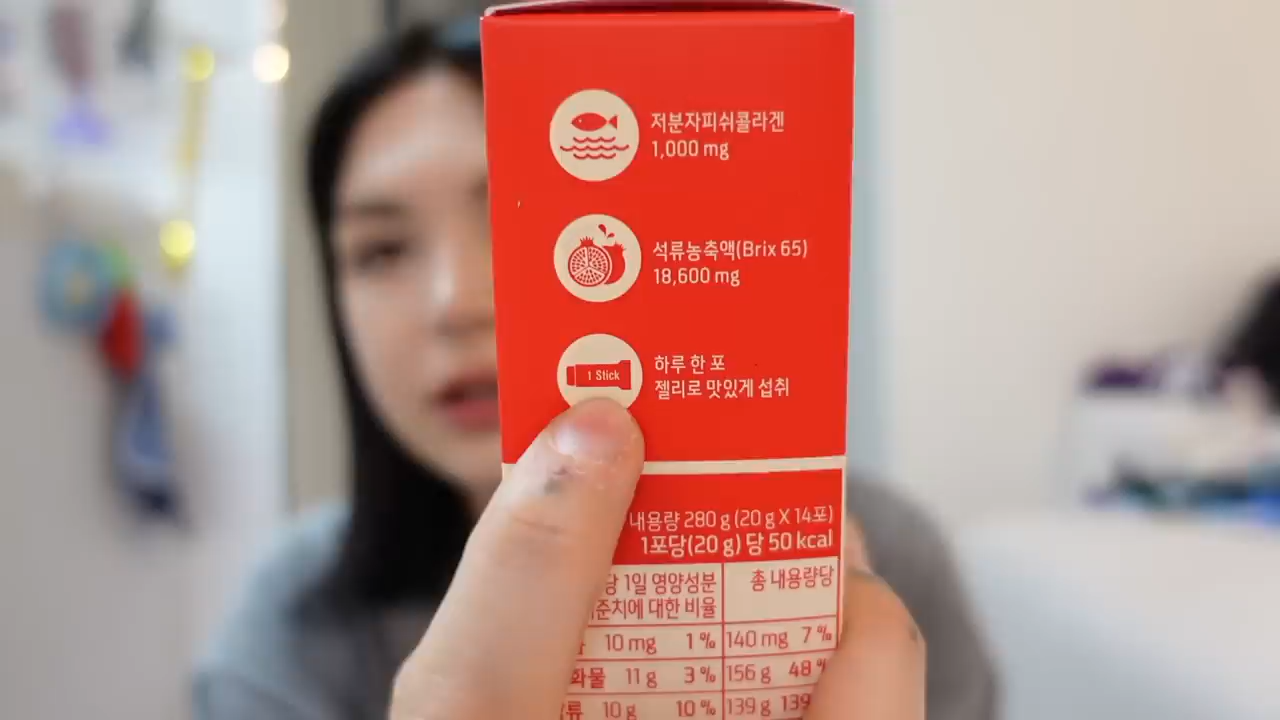 저분자피쉬콜라겐
1,000 mg
석류농축액(Brix 65)
18,600 mg
1 Stick
하루 한 포
젤리로 맛있게 섭취
내용량 280 g (20 g X 14포)
1포당(20 g) 당 50 kcal
당 1일 영양성분
준치에 대한 비율
총 내용량당
10 mg 1 % 140 mg 7 %
화물 11 g 3 % 156 g 48 %
류 10 g 10 % 139 g 139